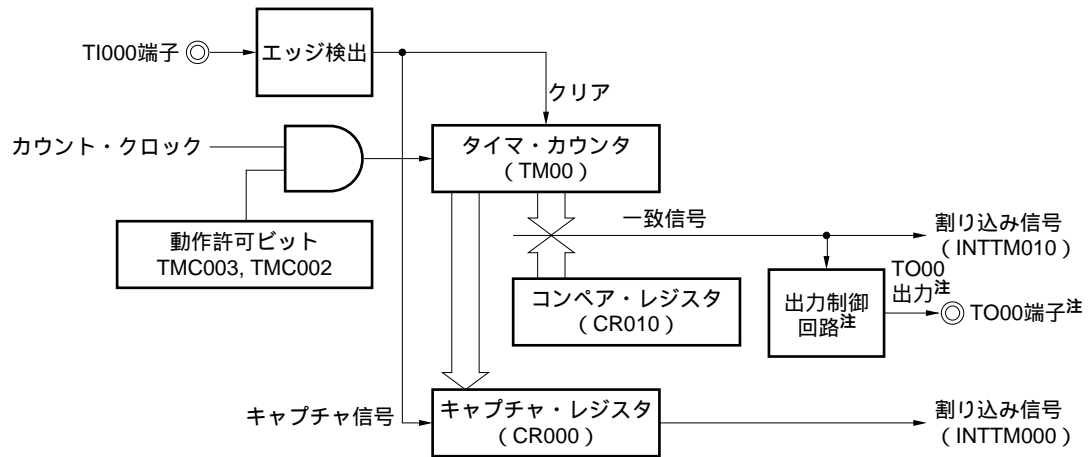 TI000端子
エッジ検出
クリア
カウント・クロック
タイマ・カウンタ
（TM00）
動作許可ビット
TMC003, TMC002
一致信号
割り込み信号
（INTTM010）
コンペア・レジスタ
（CR010）
出力制御
回路注
TO00
出力注
TO00端子注
キャプチャ信号
キャプチャ・レジスタ
（CR000）
割り込み信号
（INTTM000）